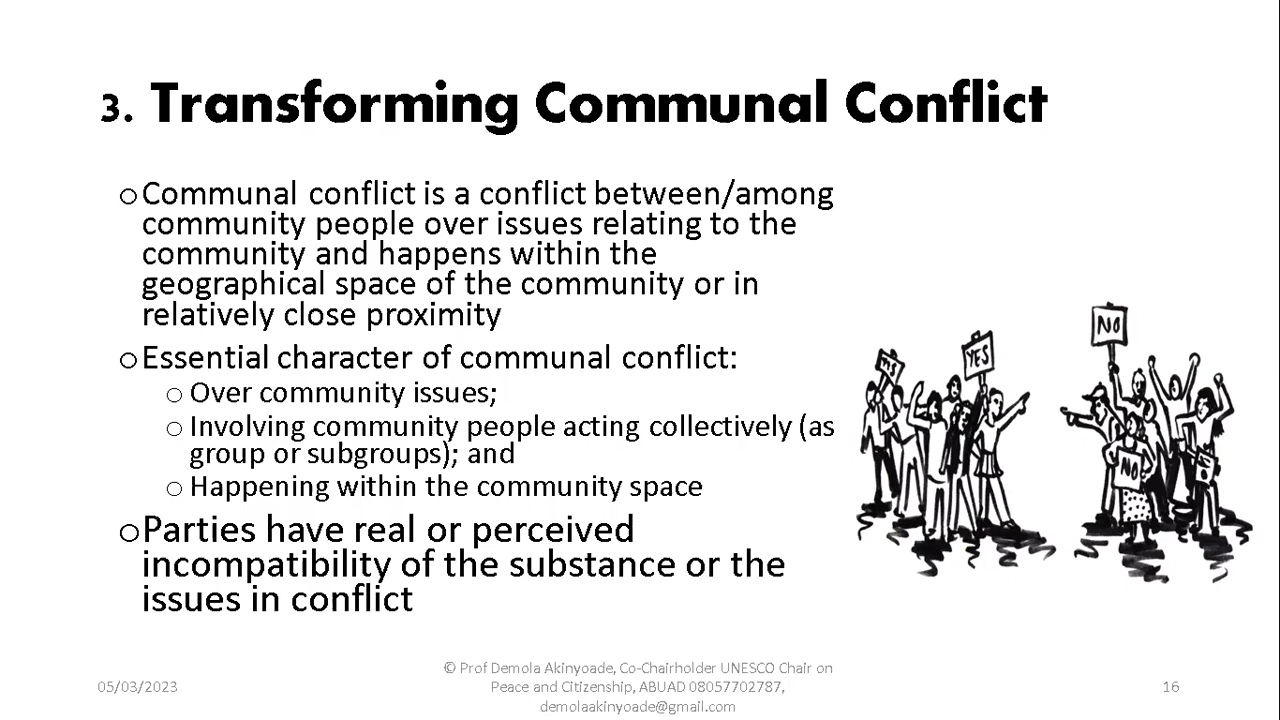 3. Transforming Communal Conflict
oCommunal conflict is a conflict between/among
community people over issues relating to the
community and happens within the
geographical space of the community or in
relatively close proximity
oEssential character of communal conflict:
o Over community issues;
o Involving community people acting collectively (as
group or subgroups); and
o Happening within the community space
oParties have real or perceived
incompatibility of the substance or the
issues in conflict
YES
NO
NO
© Prof Demola Akinyoade, Co-Chairholder UNESCO Chair on
Peace and Citizenship, ABUAD 08057702787,
demolaakinyoade@gmail.com
05/03/2023
16